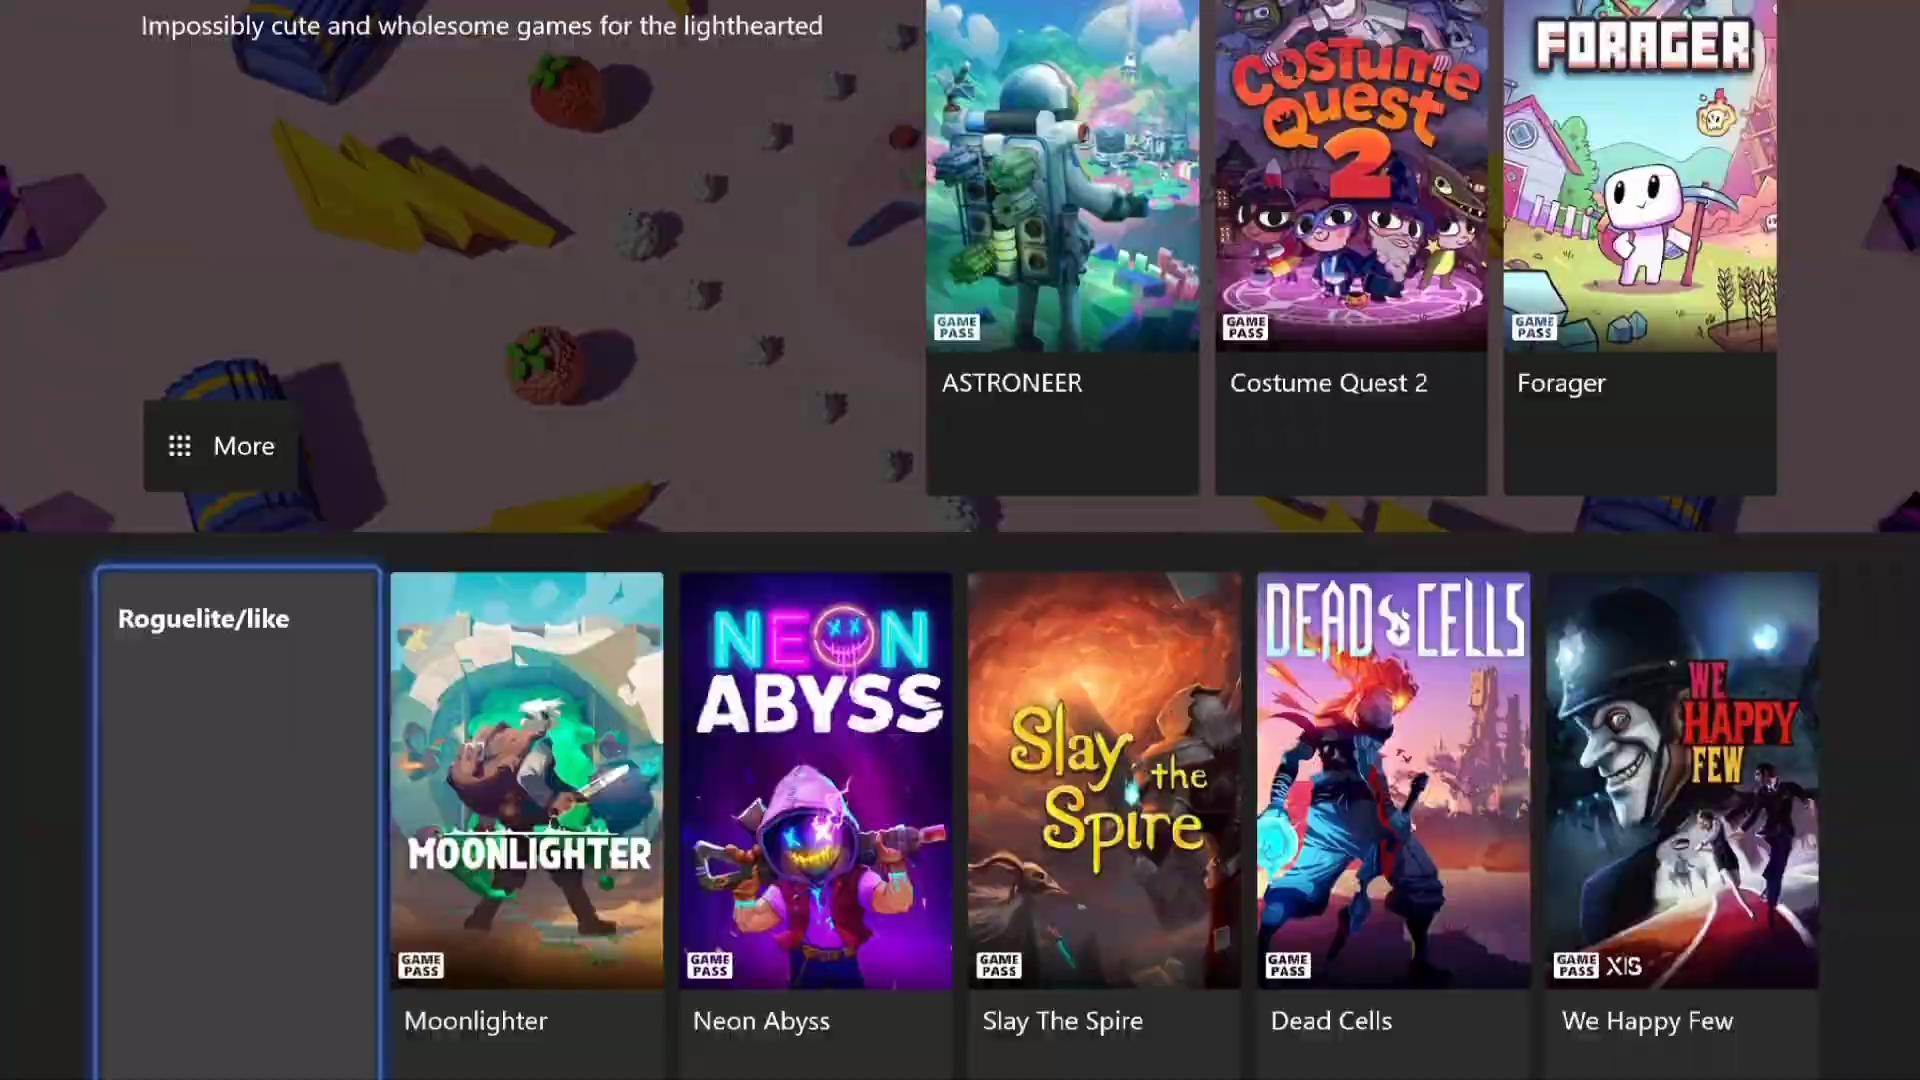 Impossibly cute and wholesome games for the lighthearted
COSTUME
QUEST
2
FORAGER
GAME
PASS
GAME
PASS
GAME
PASS
ASTRONEER
Costume Quest 2
Forager
More
Roguelite/like
MOONLIGHTER
GAME
PASS
Moonlighter
NEON
ABYSS
GAME
PASS
Neon Abyss
Slay
the
Spire
GAME
PASS
Slay The Spire
DEAD CELLS
GAME
PASS
Dead Cells
WE
HAPPY
FEW
GAME
PASS
X|S
We Happy Few